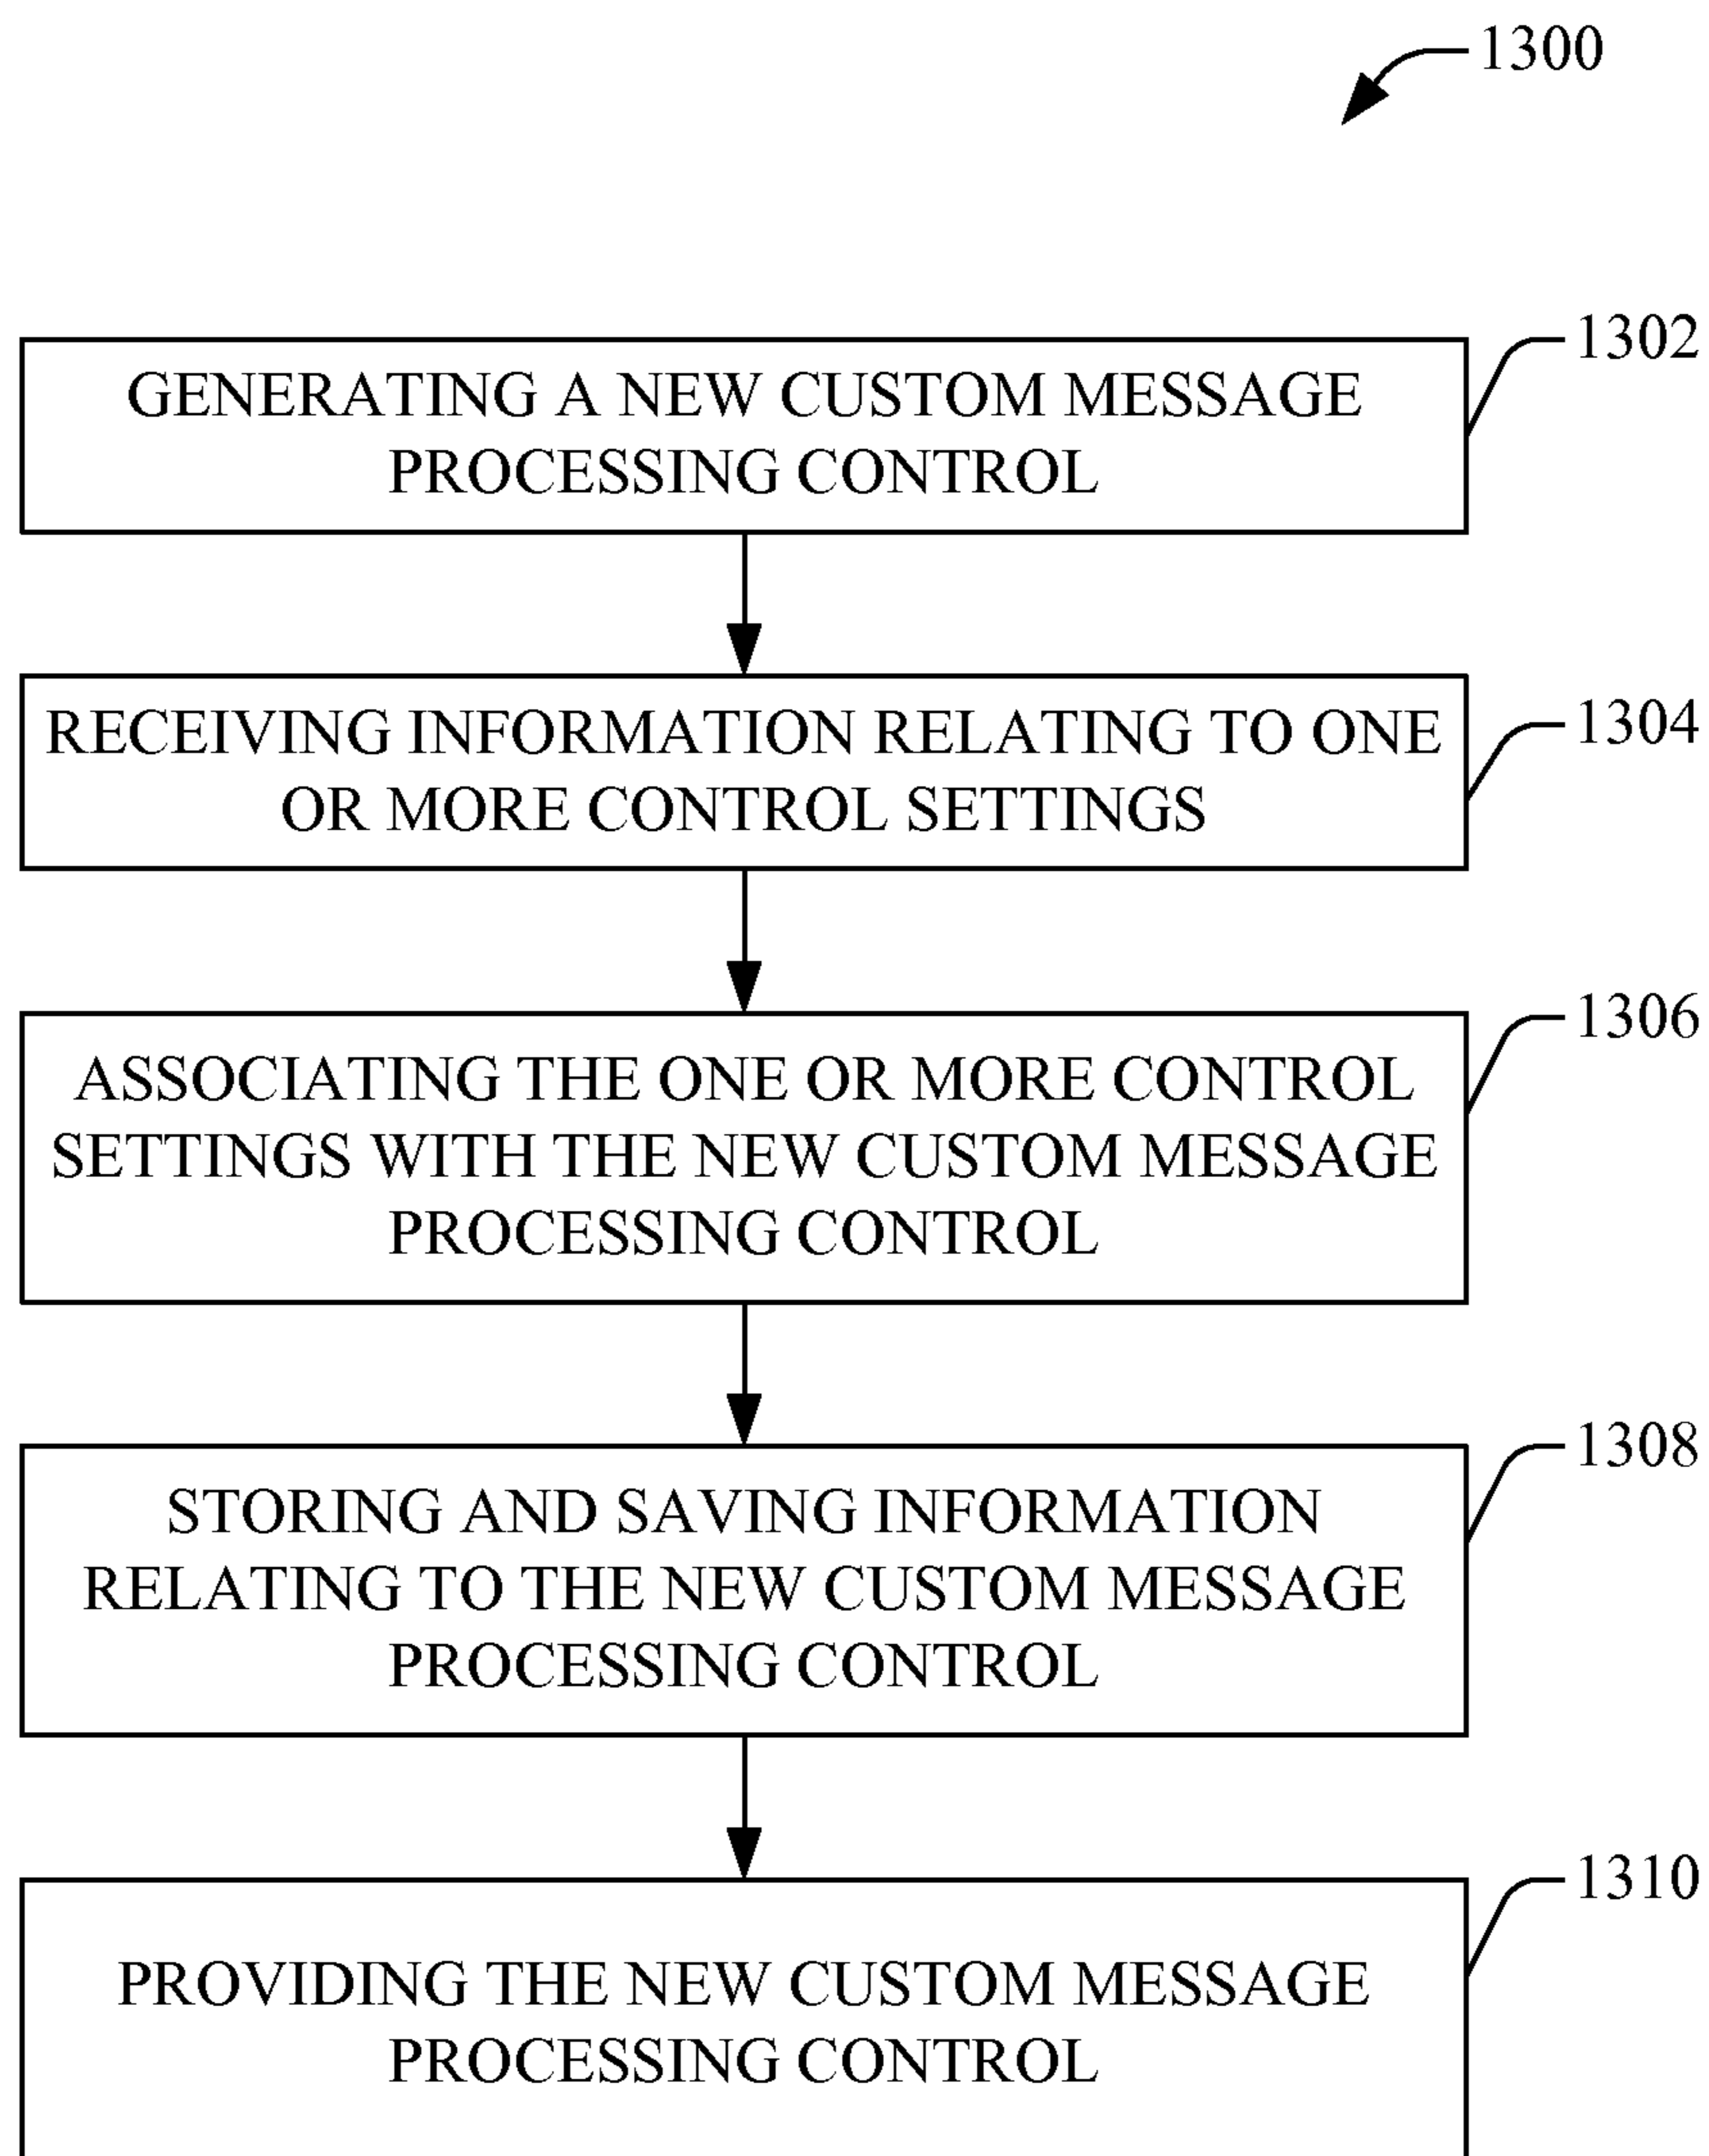 1300
1302
GENERATING A NEW CUSTOM MESSAGE
PROCESSING CONTROL
1304
RECEIVING INFORMATION RELATING TO ONE
OR MORE CONTROL SETTINGS
1306
ASSOCIATING THE ONE OR MORE CONTROL
SETTINGS WITH THE NEW CUSTOM MESSAGE
PROCESSING CONTROL
1308
STORING AND SAVING INFORMATION
RELATING TO THE NEW CUSTOM MESSAGE
PROCESSING CONTROL
1310
PROVIDING THE NEW CUSTOM MESSAGE
PROCESSING CONTROL